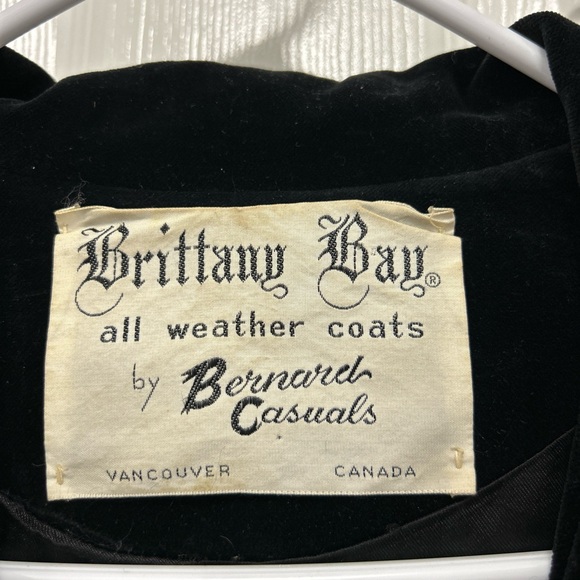 Brittany Bay®
all weather coats
by Bernard
Casuals
VANCOUVER CANADA